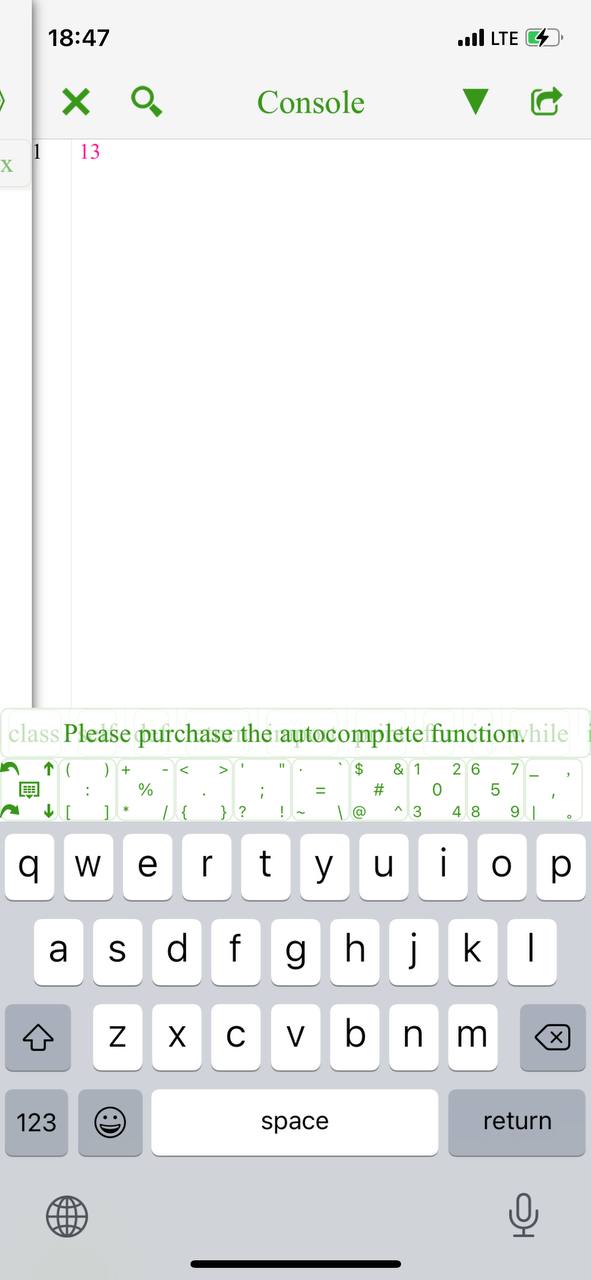 18:47 LTE
Console
x 1 13
class Please purchase the autocomplete function. while i
( ) + - < > ' " · ` $ & 1 2 6 7 _ ,
: % . ; = # 0 5 ,
[ ] * / { } ? ! ~ \ @ ^ 3 4 8 9 | 。
q w e r t y u i o p
a s d f g h j k l
z x c v b n m
123 space return